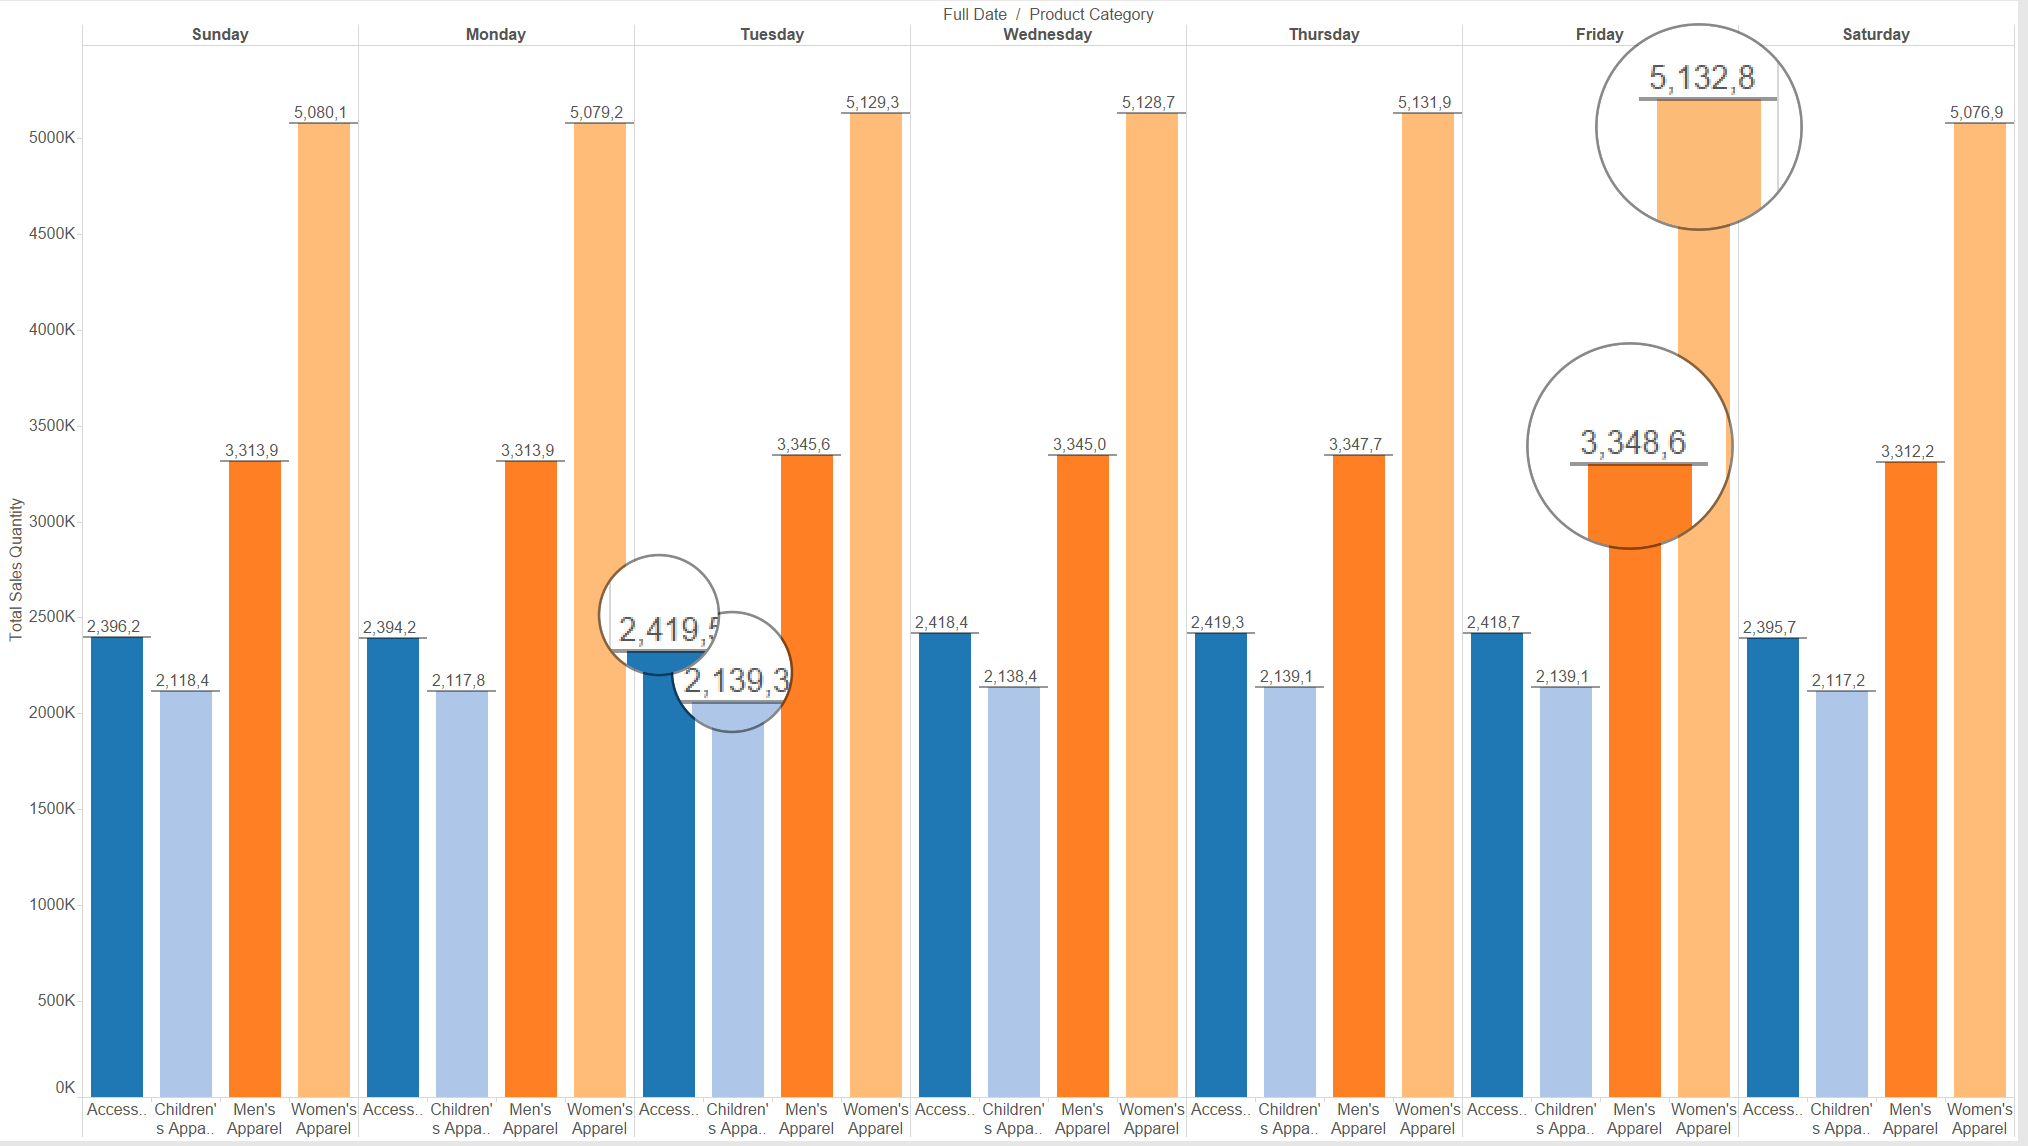 Full Date / Product Category
Sunday Monday Tuesday Wednesday Thursday Friday Saturday
5,132,8
5,080,1 5,079,2 5,129,3 5,128,7 5,131,9 5,076,9
5000K
4500K
4000K
3500K
3,313,9 3,313,9 3,345,6 3,345,0 3,347,7 3,348,6 3,312,2
3000K
2500K
2,396,2 2,394,2 2,419,5 2,418,4 2,419,3 2,418,7 2,395,7
2,118,4 2,117,8 2,139,3 2,138,4 2,139,1 2,139,1 2,117,2
2000K
1500K
1000K
500K
0K
Total Sales Quantity
Access.. Children' Men's Women's Access.. Children' Men's Women's Access.. Children' Men's Women's Access.. Children' Men's Women's Access.. Children' Men's Women's Access.. Children' Men's Women's Access.. Children' Men's Women's
s Appa.. Apparel Apparel s Appa.. Apparel Apparel s Appa.. Apparel Apparel s Appa.. Apparel Apparel s Appa.. Apparel Apparel s Appa.. Apparel Apparel s Appa.. Apparel Apparel